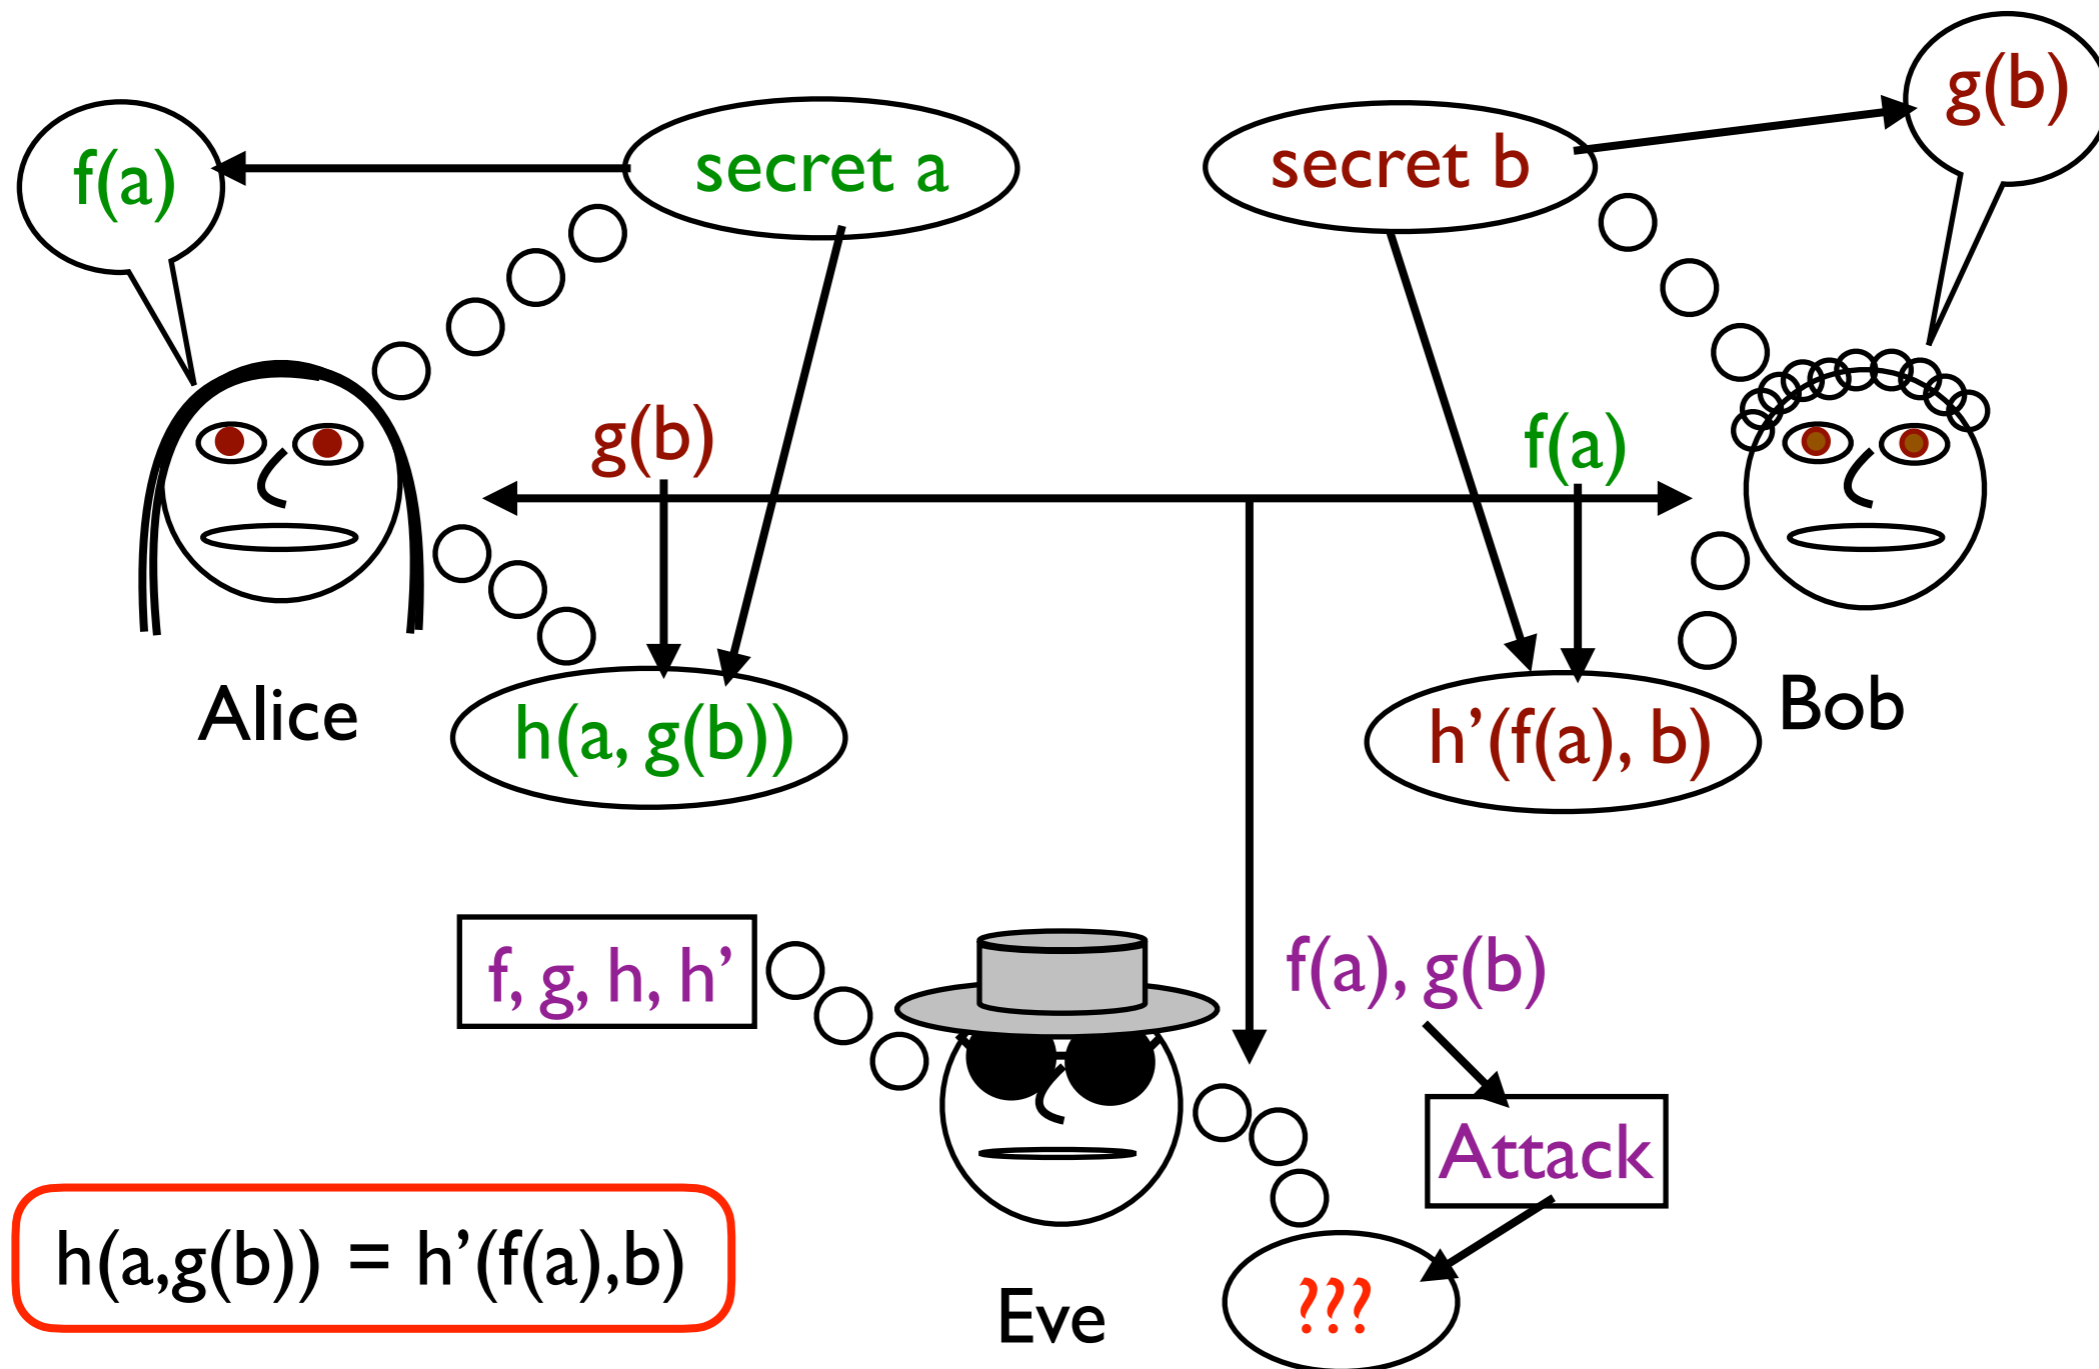 g(b)
f(a)
secret a
secret b
g(b)
f(a)
Alice
h(a, g(b))
h’(f(a), b)
Bob
f, g, h, h’
f(a), g(b)
Attack
h(a,g(b)) = h’(f(a),b)
Eve
???